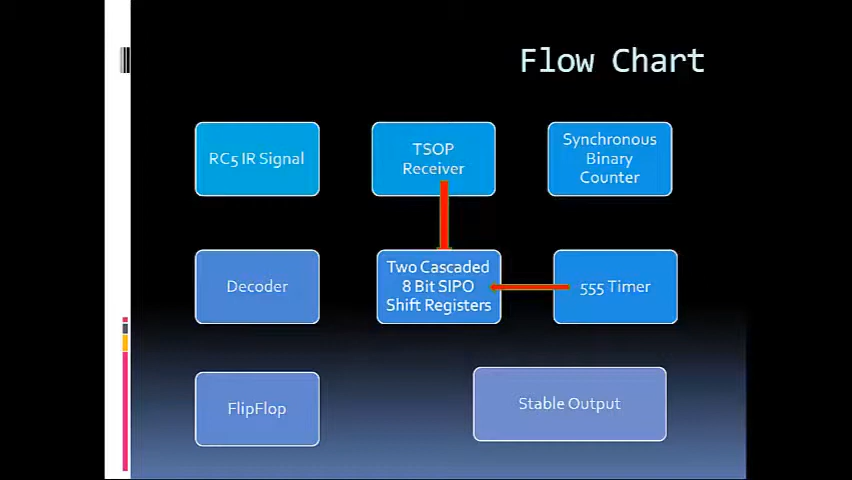 Flow Chart
RC5 IR Signal
TSOP
Receiver
Synchronous
Binary
Counter
Decoder
Two Cascaded
8 Bit SIPO
Shift Registers
555 Timer
FlipFlop
Stable Output